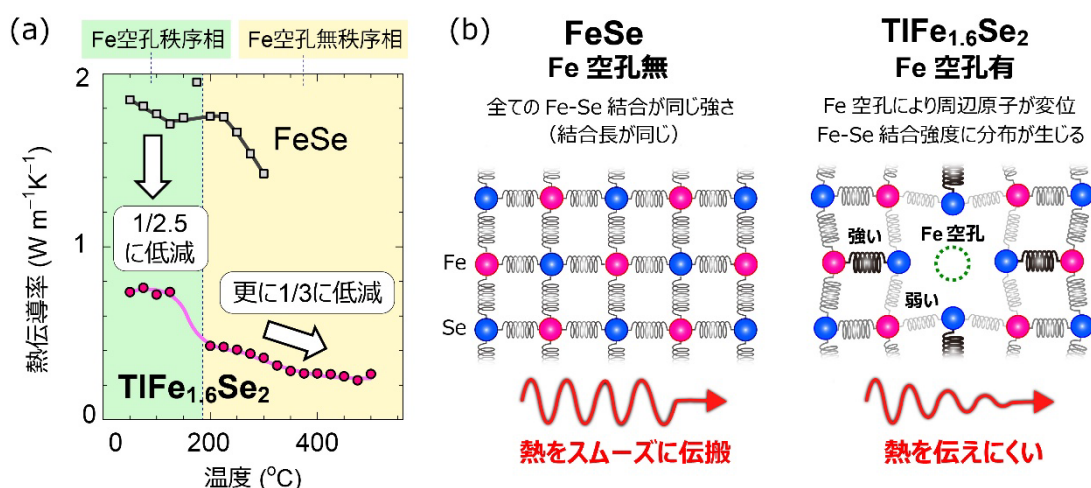 (a)
Fe空孔秩序相
Fe空孔無秩序相
2
1
0
熱伝導率 (W m⁻¹K⁻¹)
FeSe
1/2.5
に低減
更に1/3に低減
TlFe₁.₆Se₂
0
200
400
温度 (°C)
(b)
FeSe
Fe 空孔無
全ての Fe-Se 結合が同じ強さ
(結合長が同じ)
Fe
Se
熱をスムーズに伝搬
TlFe₁.₆Se₂
Fe 空孔有
Fe 空孔により周辺原子が変位
Fe-Se 結合強度に分布が生じる
強い
Fe 空孔
弱い
熱を伝えにくい